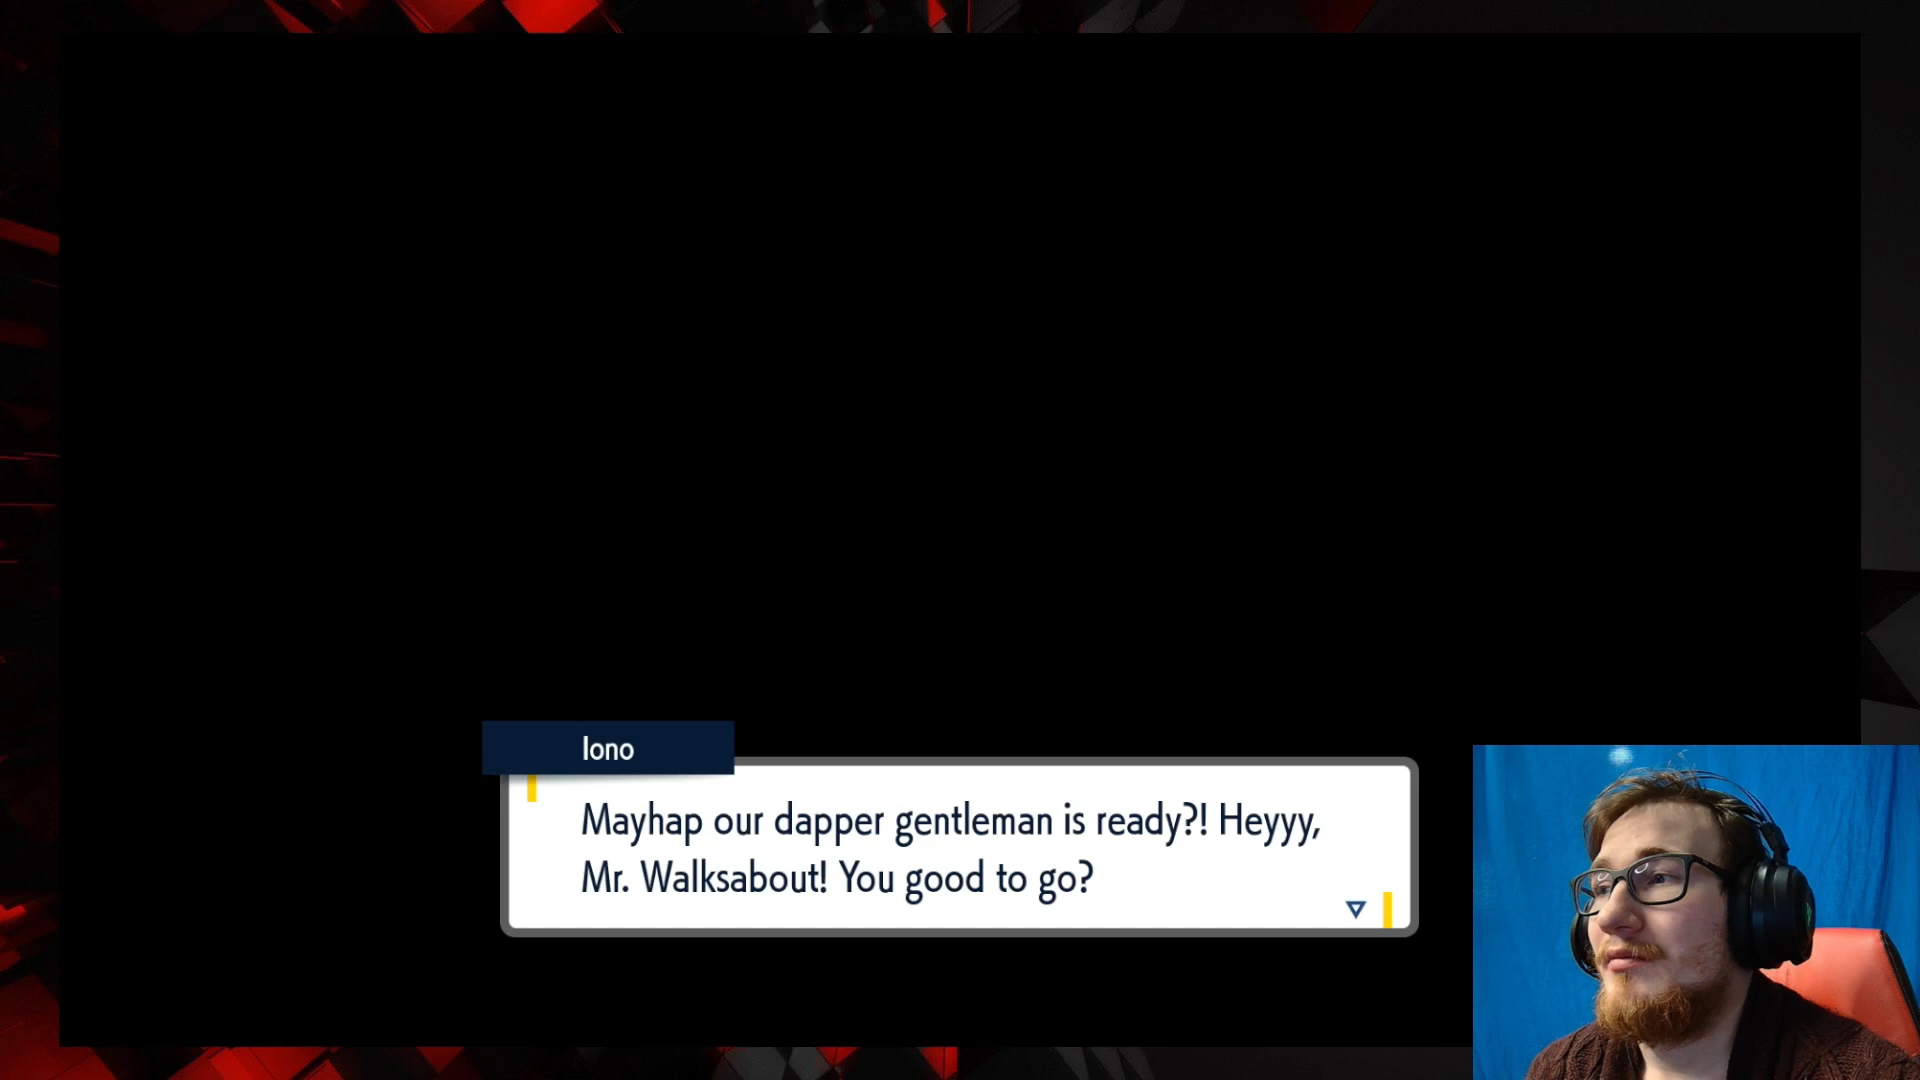 Iono
Mayhap our dapper gentleman is ready?! Heyyy,
Mr. Walksabout! You good to go?